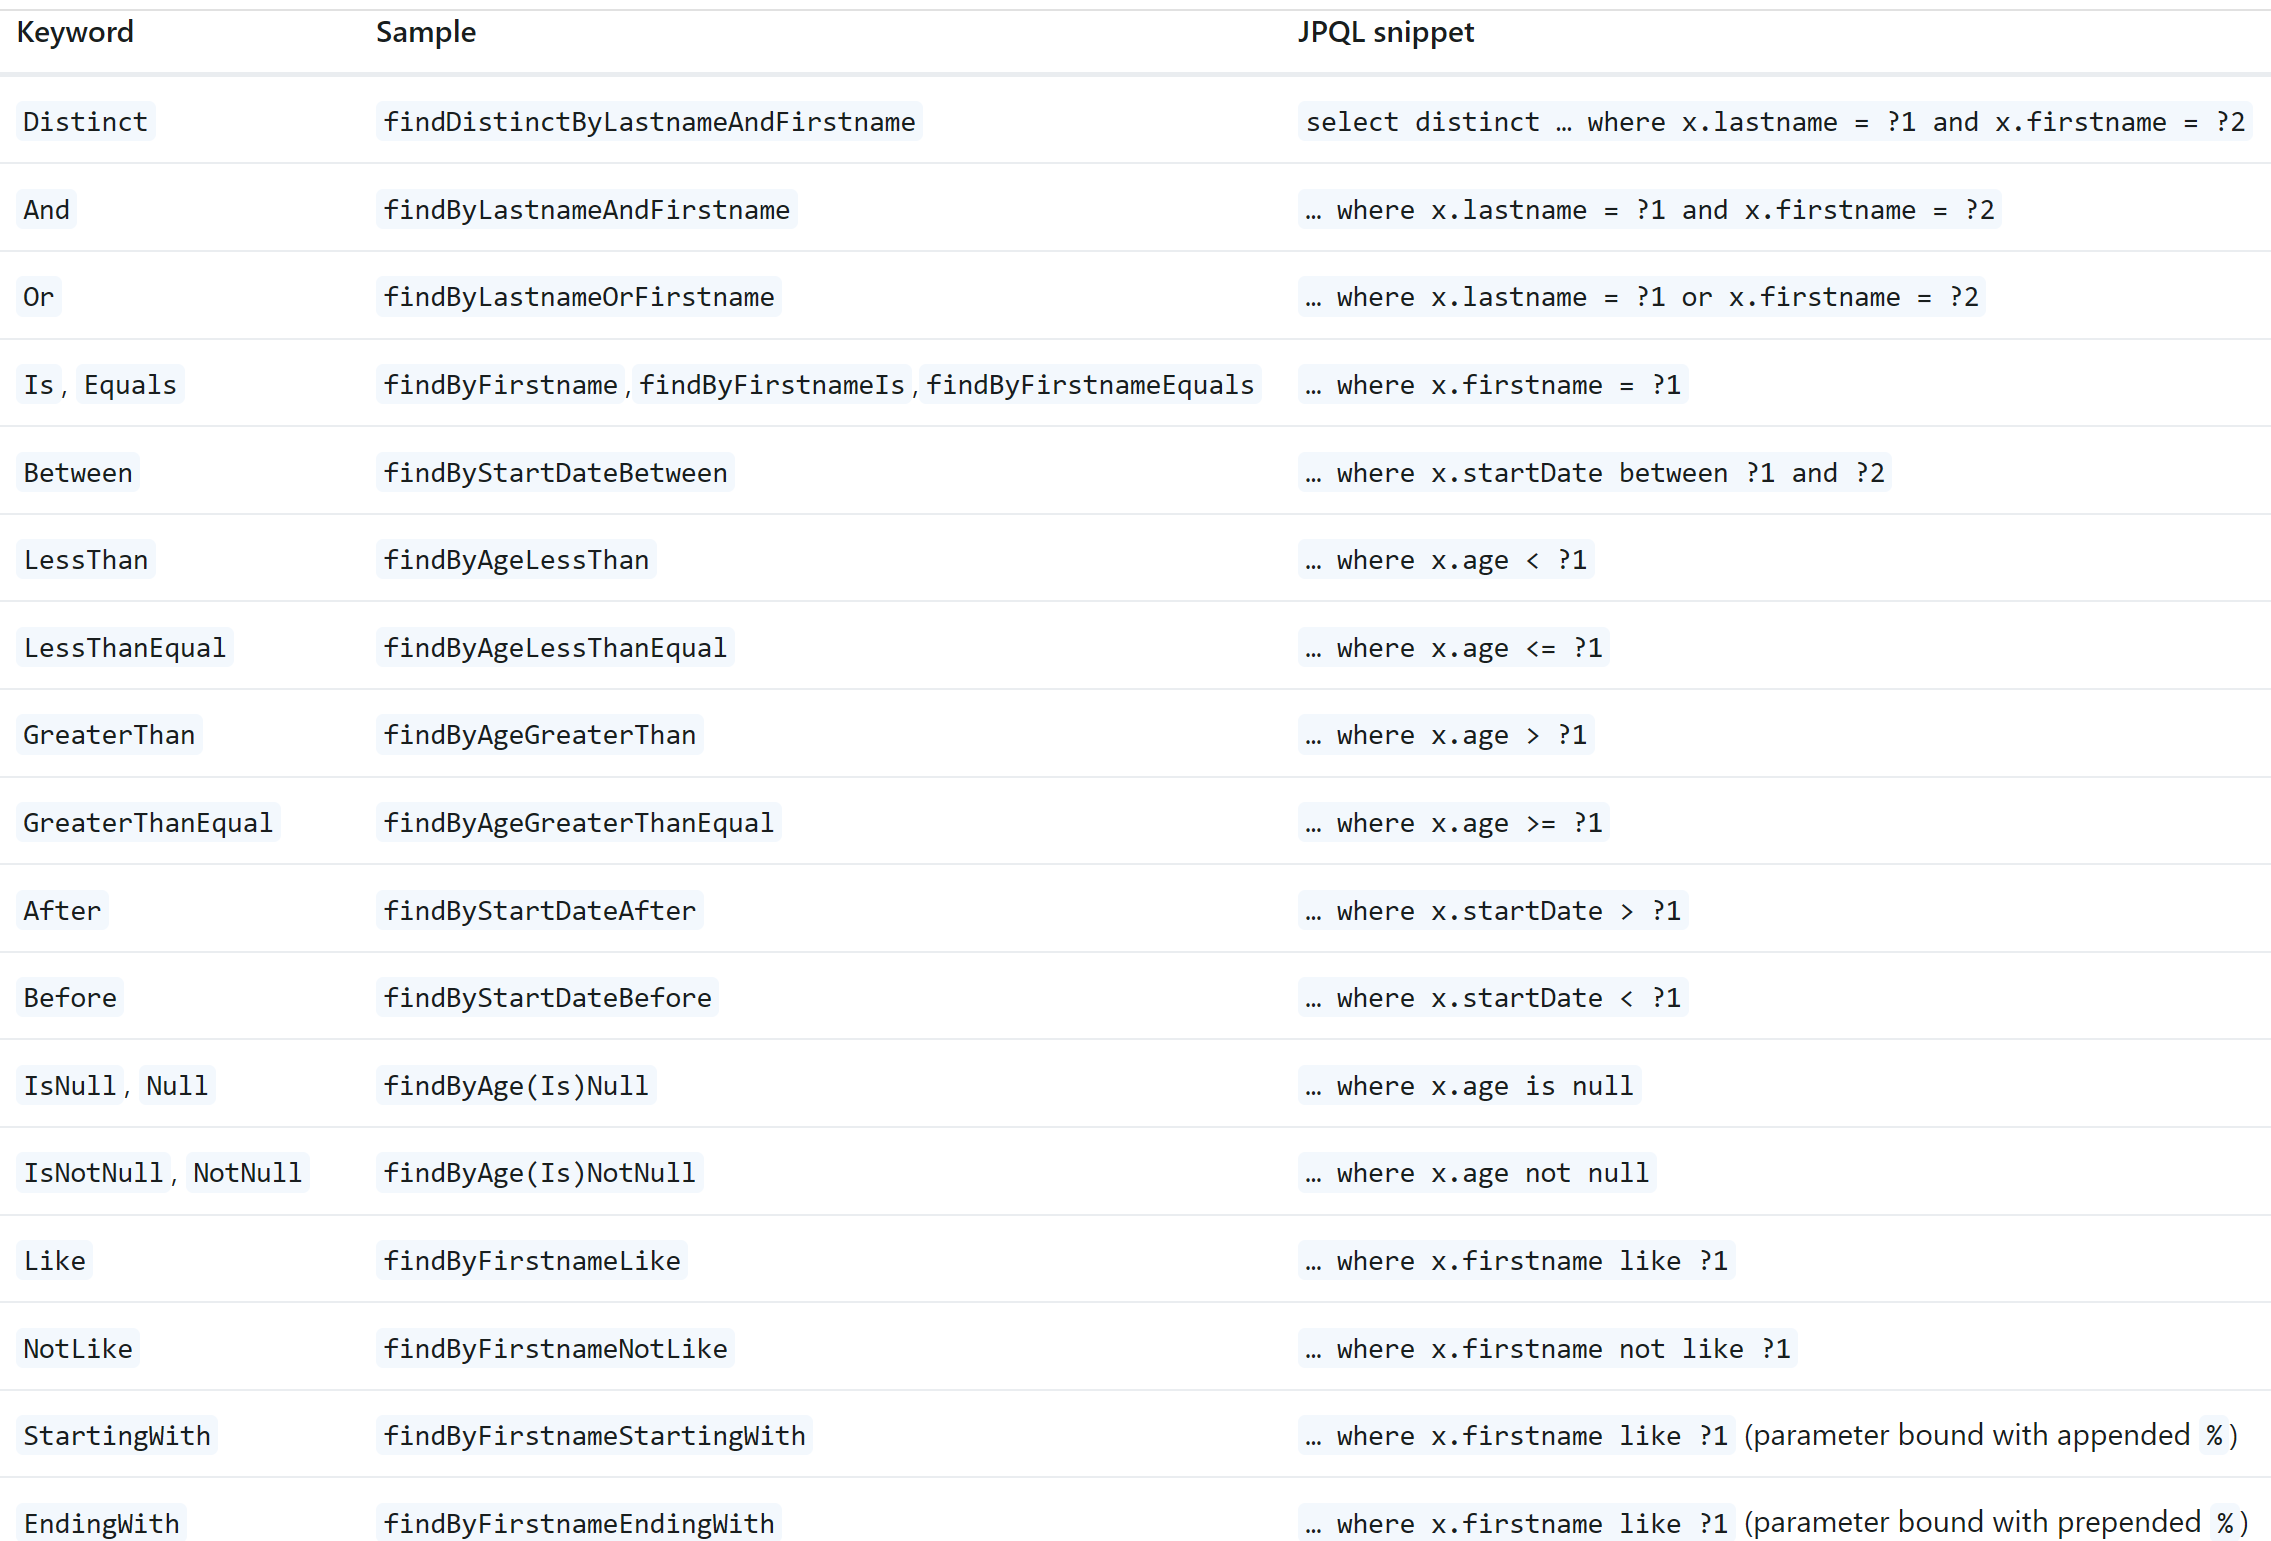 Keyword Sample JPQL snippet
Distinct findDistinctByLastnameAndFirstname select distinct … where x.lastname = ?1 and x.firstname = ?2
And findByLastnameAndFirstname … where x.lastname = ?1 and x.firstname = ?2
Or findByLastnameOrFirstname … where x.lastname = ?1 or x.firstname = ?2
Is, Equals findByFirstname,findByFirstnameIs,findByFirstnameEquals … where x.firstname = ?1
Between findByStartDateBetween … where x.startDate between ?1 and ?2
LessThan findByAgeLessThan … where x.age < ?1
LessThanEqual findByAgeLessThanEqual … where x.age <= ?1
GreaterThan findByAgeGreaterThan … where x.age > ?1
GreaterThanEqual findByAgeGreaterThanEqual … where x.age >= ?1
After findByStartDateAfter … where x.startDate > ?1
Before findByStartDateBefore … where x.startDate < ?1
IsNull, Null findByAge(Is)Null … where x.age is null
IsNotNull, NotNull findByAge(Is)NotNull … where x.age not null
Like findByFirstnameLike … where x.firstname like ?1
NotLike findByFirstnameNotLike … where x.firstname not like ?1
StartingWith findByFirstnameStartingWith … where x.firstname like ?1 (parameter bound with appended %)
EndingWith findByFirstnameEndingWith … where x.firstname like ?1 (parameter bound with prepended %)